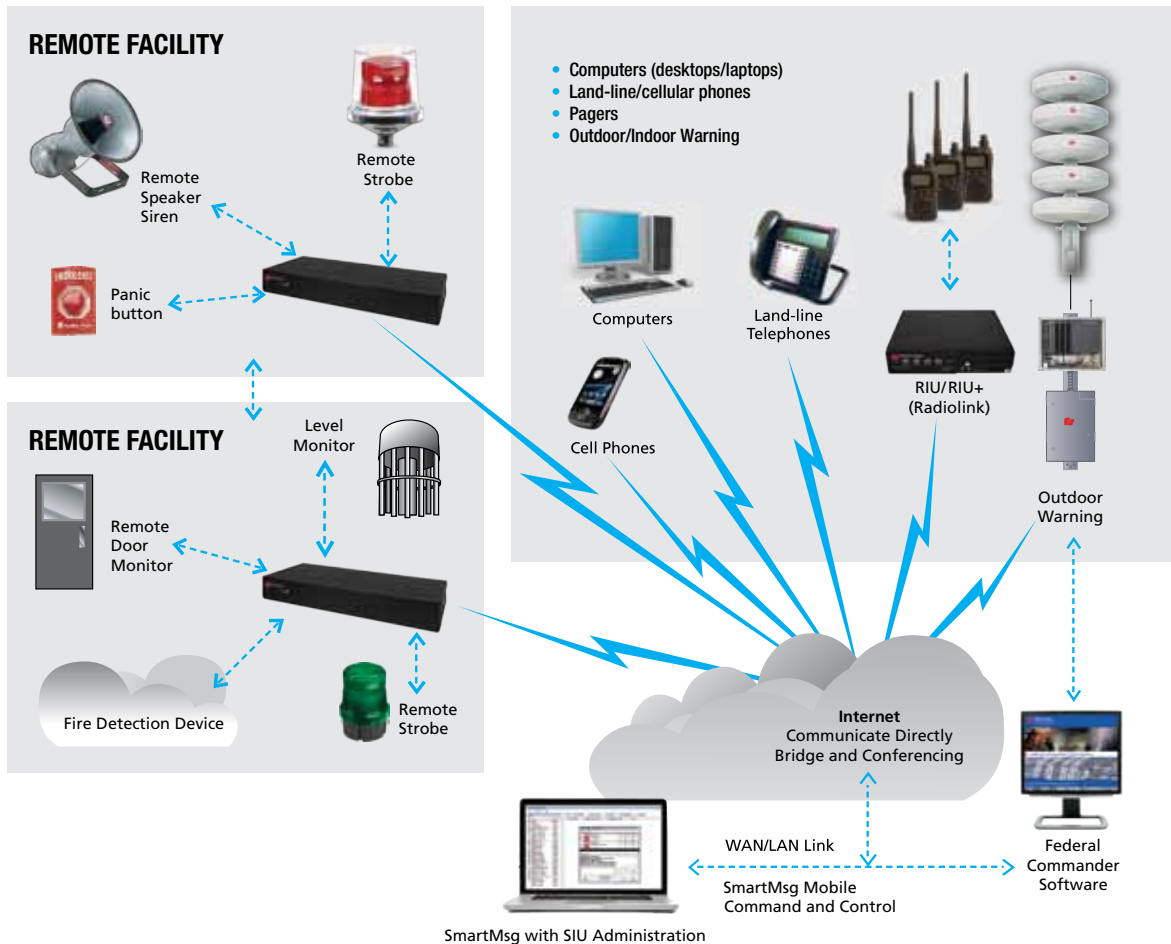 REMOTE FACILITY
Remote
Strobe
Remote
Speaker
Siren
Panic
button
REMOTE FACILITY
Level
Monitor
Remote
Door
Monitor
Fire Detection Device
Remote
Strobe
• Computers (desktops/laptops)
• Land-line/cellular phones
• Pagers
• Outdoor/Indoor Warning
Computers
Land-line
Telephones
Cell Phones
RIU/RIU+
(Radiolink)
Outdoor
Warning
Internet
Communicate Directly
Bridge and Conferencing
WAN/LAN Link
SmartMsg Mobile
Command and Control
Federal
Commander
Software
SmartMsg with SIU Administration